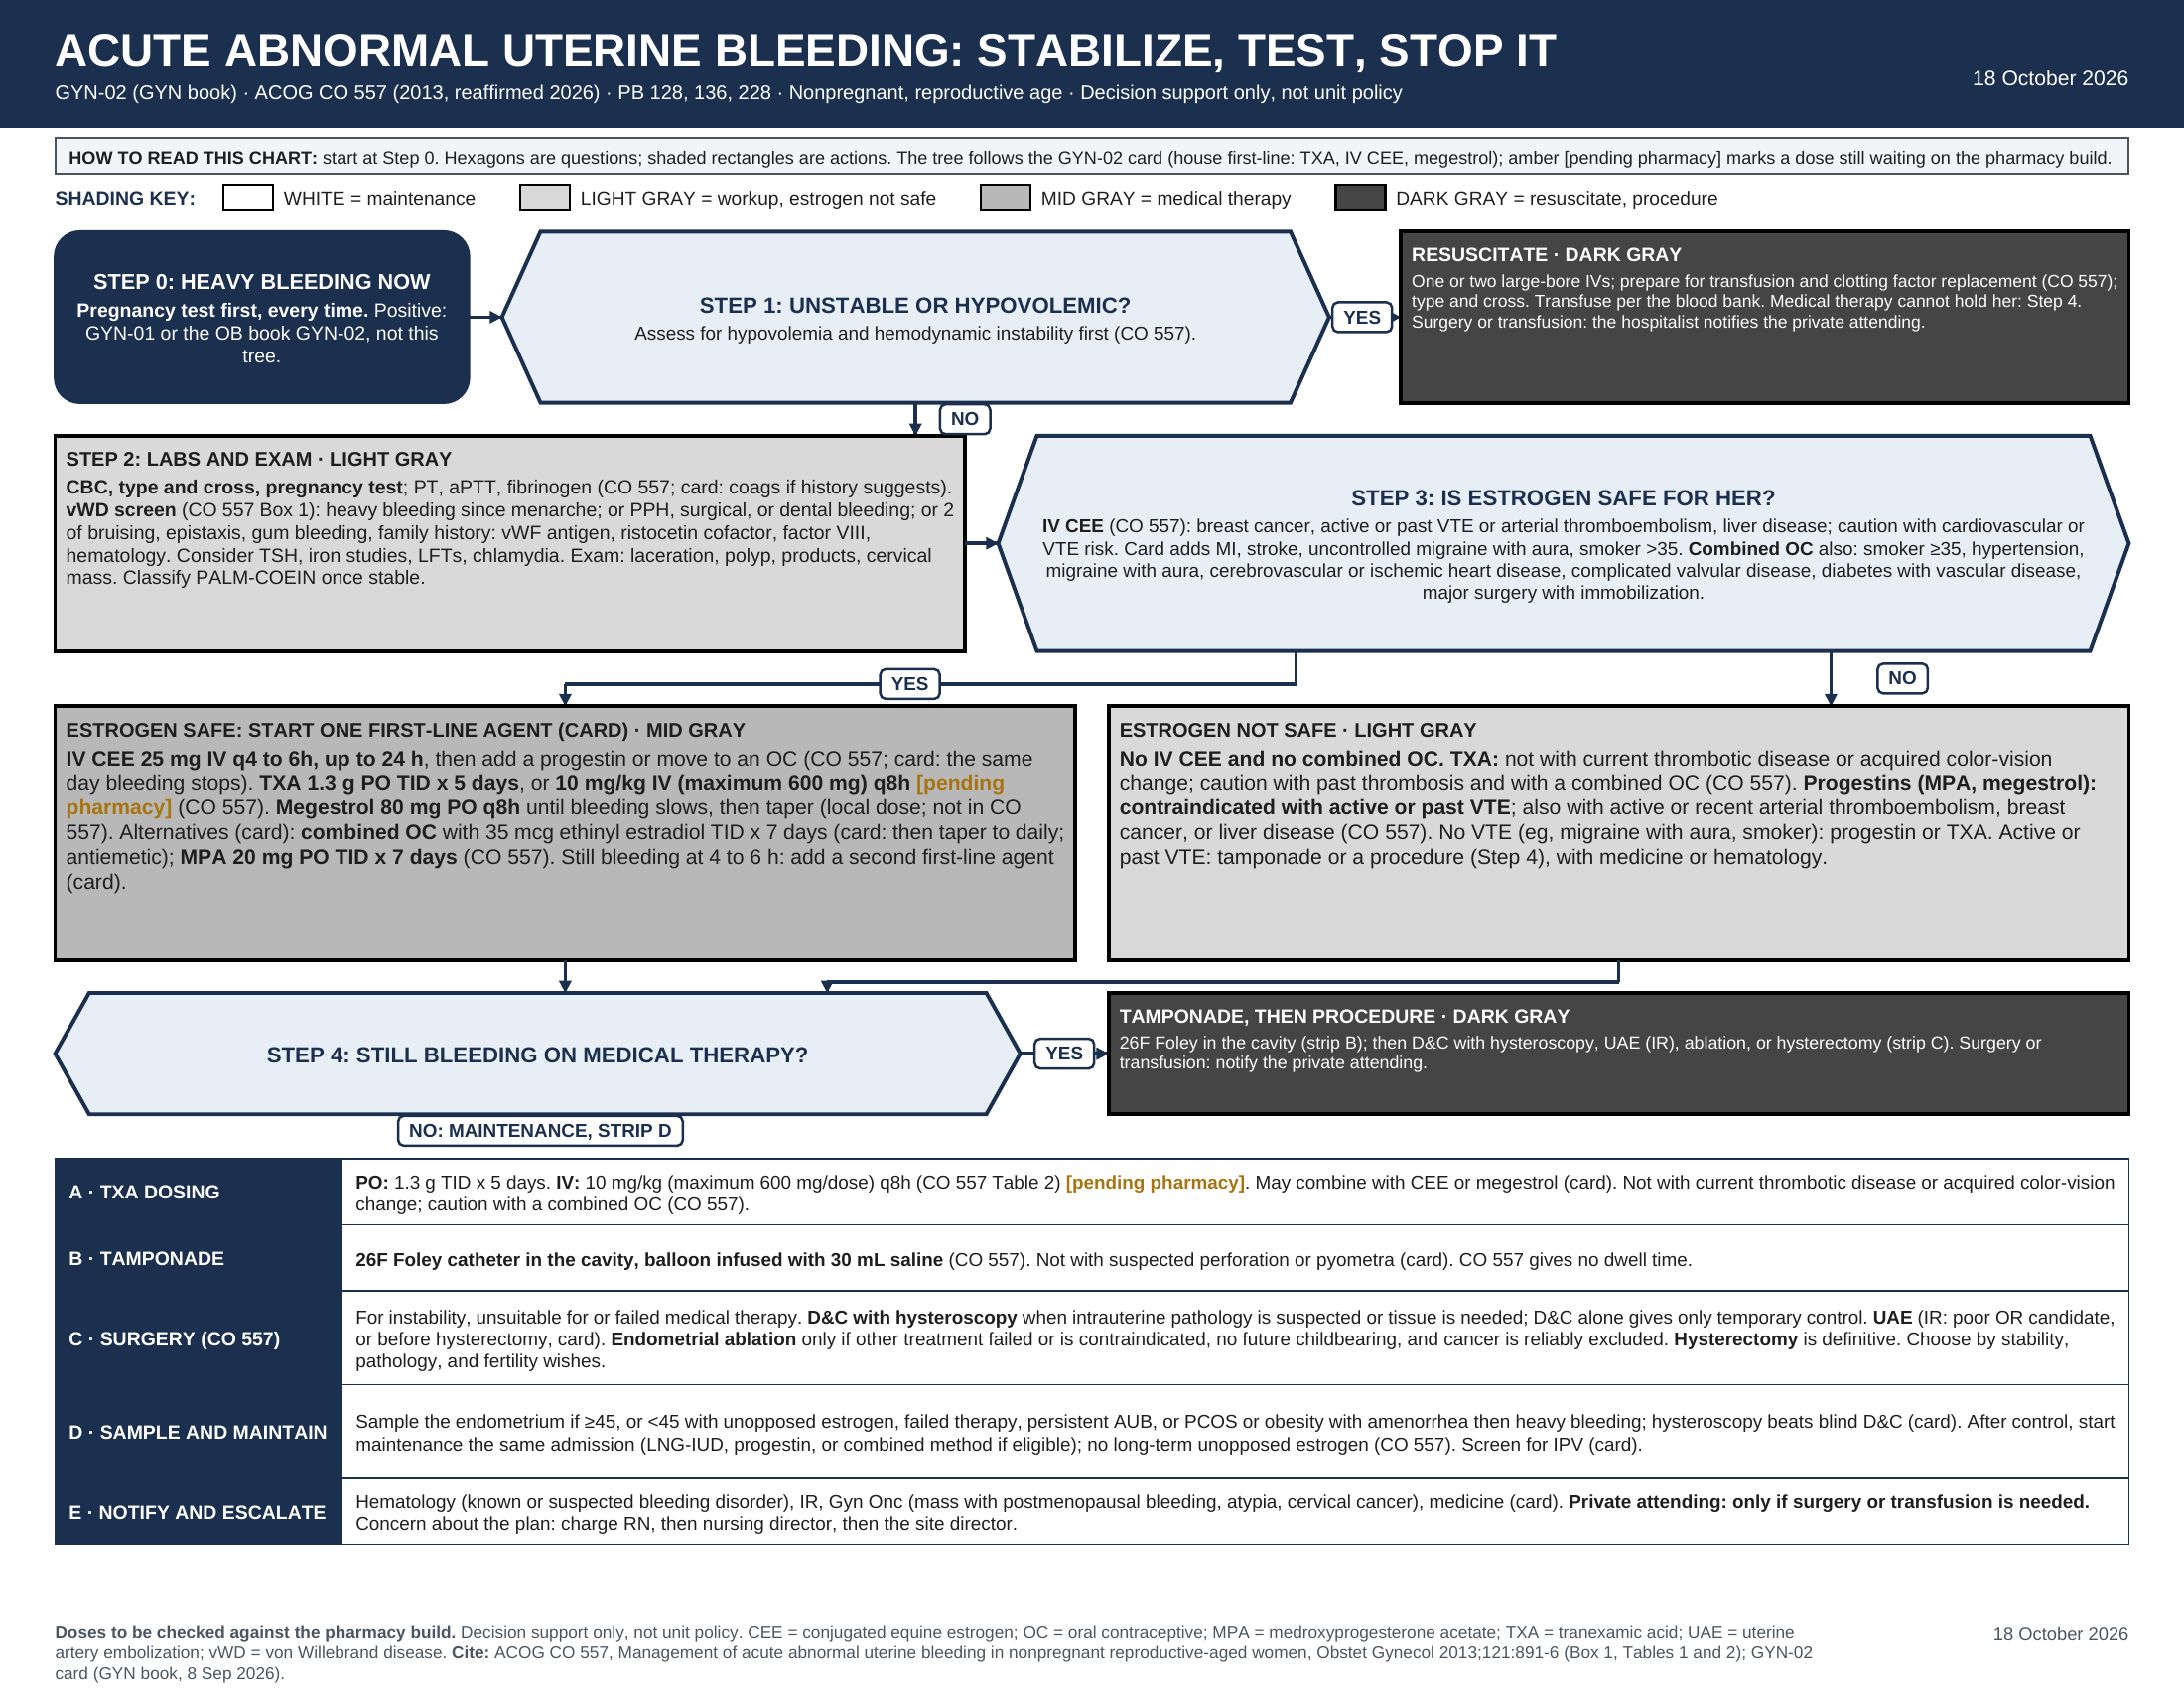 ACUTE ABNORMAL UTERINE BLEEDING: STABILIZE, TEST, STOP IT
GYN-02 (GYN book) · ACOG CO 557 (2013, reaffirmed 2026) · PB 128, 136, 228 · Nonpregnant, reproductive age · Decision support only, not unit policy
18 October 2026
HOW TO READ THIS CHART: start at Step 0. Hexagons are questions; shaded rectangles are actions. The tree follows the GYN-02 card (house first-line: TXA, IV CEE, megestrol); amber [pending pharmacy] marks a dose still waiting on the pharmacy build.
SHADING KEY:
WHITE = maintenance
LIGHT GRAY = workup, estrogen not safe
MID GRAY = medical therapy
DARK GRAY = resuscitate, procedure
STEP 0: HEAVY BLEEDING NOW
Pregnancy test first, every time. Positive:
GYN-01 or the OB book GYN-02, not this
tree.
STEP 1: UNSTABLE OR HYPOVOLEMIC?
Assess for hypovolemia and hemodynamic instability first (CO 557).
YES
RESUSCITATE · DARK GRAY
One or two large-bore IVs; prepare for transfusion and clotting factor replacement (CO 557);
type and cross. Transfuse per the blood bank. Medical therapy cannot hold her: Step 4.
Surgery or transfusion: the hospitalist notifies the private attending.
NO
STEP 2: LABS AND EXAM · LIGHT GRAY
CBC, type and cross, pregnancy test; PT, aPTT, fibrinogen (CO 557; card: coags if history suggests).
vWD screen (CO 557 Box 1): heavy bleeding since menarche; or PPH, surgical, or dental bleeding; or 2
of bruising, epistaxis, gum bleeding, family history: vWF antigen, ristocetin cofactor, factor VIII,
hematology. Consider TSH, iron studies, LFTs, chlamydia. Exam: laceration, polyp, products, cervical
mass. Classify PALM-COEIN once stable.
STEP 3: IS ESTROGEN SAFE FOR HER?
IV CEE (CO 557): breast cancer, active or past VTE or arterial thromboembolism, liver disease; caution with cardiovascular or
VTE risk. Card adds MI, stroke, uncontrolled migraine with aura, smoker >35. Combined OC also: smoker ≥35, hypertension,
migraine with aura, cerebrovascular or ischemic heart disease, complicated valvular disease, diabetes with vascular disease,
major surgery with immobilization.
YES
NO
ESTROGEN SAFE: START ONE FIRST-LINE AGENT (CARD) · MID GRAY
IV CEE 25 mg IV q4 to 6h, up to 24 h, then add a progestin or move to an OC (CO 557; card: the same
day bleeding stops). TXA 1.3 g PO TID x 5 days, or 10 mg/kg IV (maximum 600 mg) q8h [pending
pharmacy] (CO 557). Megestrol 80 mg PO q8h until bleeding slows, then taper (local dose; not in CO
557). Alternatives (card): combined OC with 35 mcg ethinyl estradiol TID x 7 days (card: then taper to daily;
antiemetic); MPA 20 mg PO TID x 7 days (CO 557). Still bleeding at 4 to 6 h: add a second first-line agent
(card).
ESTROGEN NOT SAFE · LIGHT GRAY
No IV CEE and no combined OC. TXA: not with current thrombotic disease or acquired color-vision
change; caution with past thrombosis and with a combined OC (CO 557). Progestins (MPA, megestrol):
contraindicated with active or past VTE; also with active or recent arterial thromboembolism, breast
cancer, or liver disease (CO 557). No VTE (eg, migraine with aura, smoker): progestin or TXA. Active or
past VTE: tamponade or a procedure (Step 4), with medicine or hematology.
STEP 4: STILL BLEEDING ON MEDICAL THERAPY?
YES
TAMPONADE, THEN PROCEDURE · DARK GRAY
26F Foley in the cavity (strip B); then D&C with hysteroscopy, UAE (IR), ablation, or hysterectomy (strip C). Surgery or
transfusion: notify the private attending.
NO: MAINTENANCE, STRIP D
A · TXA DOSING
PO: 1.3 g TID x 5 days. IV: 10 mg/kg (maximum 600 mg/dose) q8h (CO 557 Table 2) [pending pharmacy]. May combine with CEE or megestrol (card). Not with current thrombotic disease or acquired color-vision
change; caution with a combined OC (CO 557).
B · TAMPONADE
26F Foley catheter in the cavity, balloon infused with 30 mL saline (CO 557). Not with suspected perforation or pyometra (card). CO 557 gives no dwell time.
C · SURGERY (CO 557)
For instability, unsuitable for or failed medical therapy. D&C with hysteroscopy when intrauterine pathology is suspected or tissue is needed; D&C alone gives only temporary control. UAE (IR: poor OR candidate,
or before hysterectomy, card). Endometrial ablation only if other treatment failed or is contraindicated, no future childbearing, and cancer is reliably excluded. Hysterectomy is definitive. Choose by stability,
pathology, and fertility wishes.
D · SAMPLE AND MAINTAIN
Sample the endometrium if ≥45, or <45 with unopposed estrogen, failed therapy, persistent AUB, or PCOS or obesity with amenorrhea then heavy bleeding; hysteroscopy beats blind D&C (card). After control, start
maintenance the same admission (LNG-IUD, progestin, or combined method if eligible); no long-term unopposed estrogen (CO 557). Screen for IPV (card).
E · NOTIFY AND ESCALATE
Hematology (known or suspected bleeding disorder), IR, Gyn Onc (mass with postmenopausal bleeding, atypia, cervical cancer), medicine (card). Private attending: only if surgery or transfusion is needed.
Concern about the plan: charge RN, then nursing director, then the site director.
Doses to be checked against the pharmacy build. Decision support only, not unit policy. CEE = conjugated equine estrogen; OC = oral contraceptive; MPA = medroxyprogesterone acetate; TXA = tranexamic acid; UAE = uterine
artery embolization; vWD = von Willebrand disease. Cite: ACOG CO 557, Management of acute abnormal uterine bleeding in nonpregnant reproductive-aged women, Obstet Gynecol 2013;121:891-6 (Box 1, Tables 1 and 2); GYN-02
card (GYN book, 8 Sep 2026).
18 October 2026